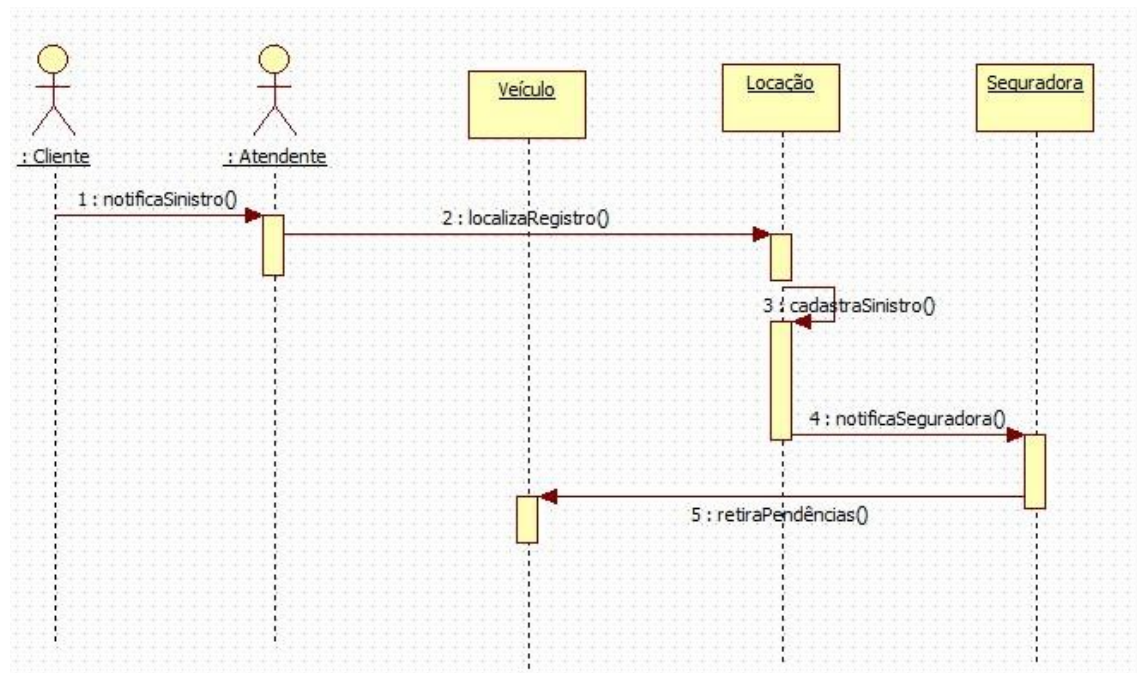 Veículo
Locação
Seguradora
: Cliente
: Atendente
1 : notificaSinistro()
2 : localizaRegistro()
3 : cadastraSinistro()
4 : notificaSeguradora()
5 : retiraPendências()